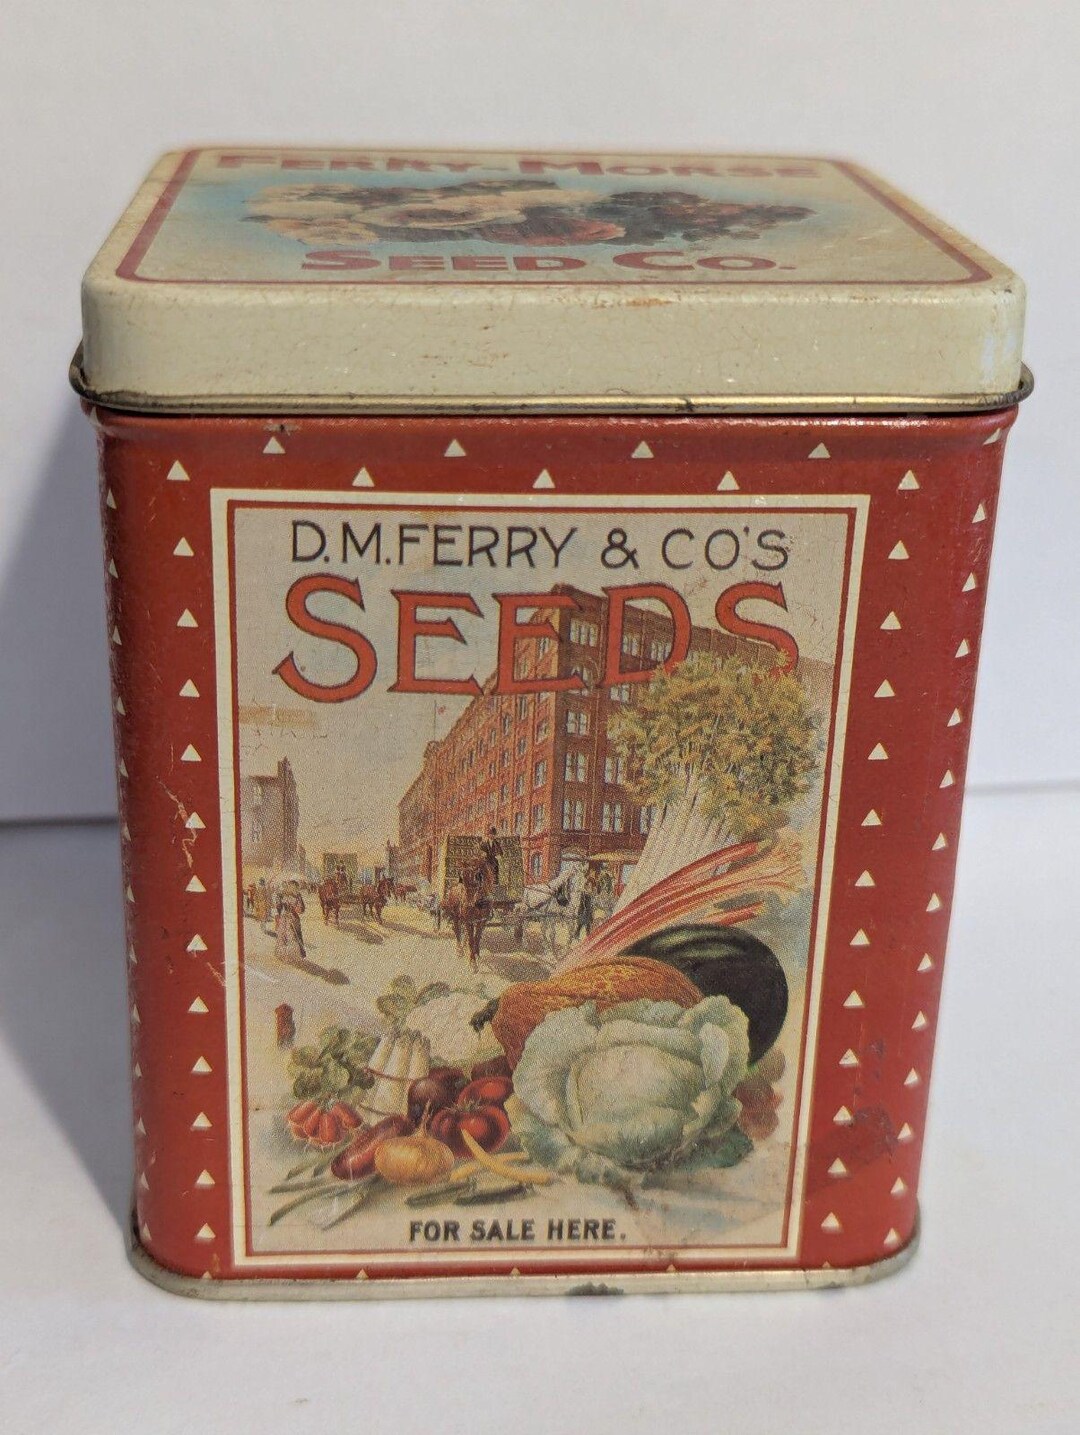 FERRY-MORSE
SEED CO.
D.M.FERRY & CO'S
SEEDS
FOR SALE HERE.